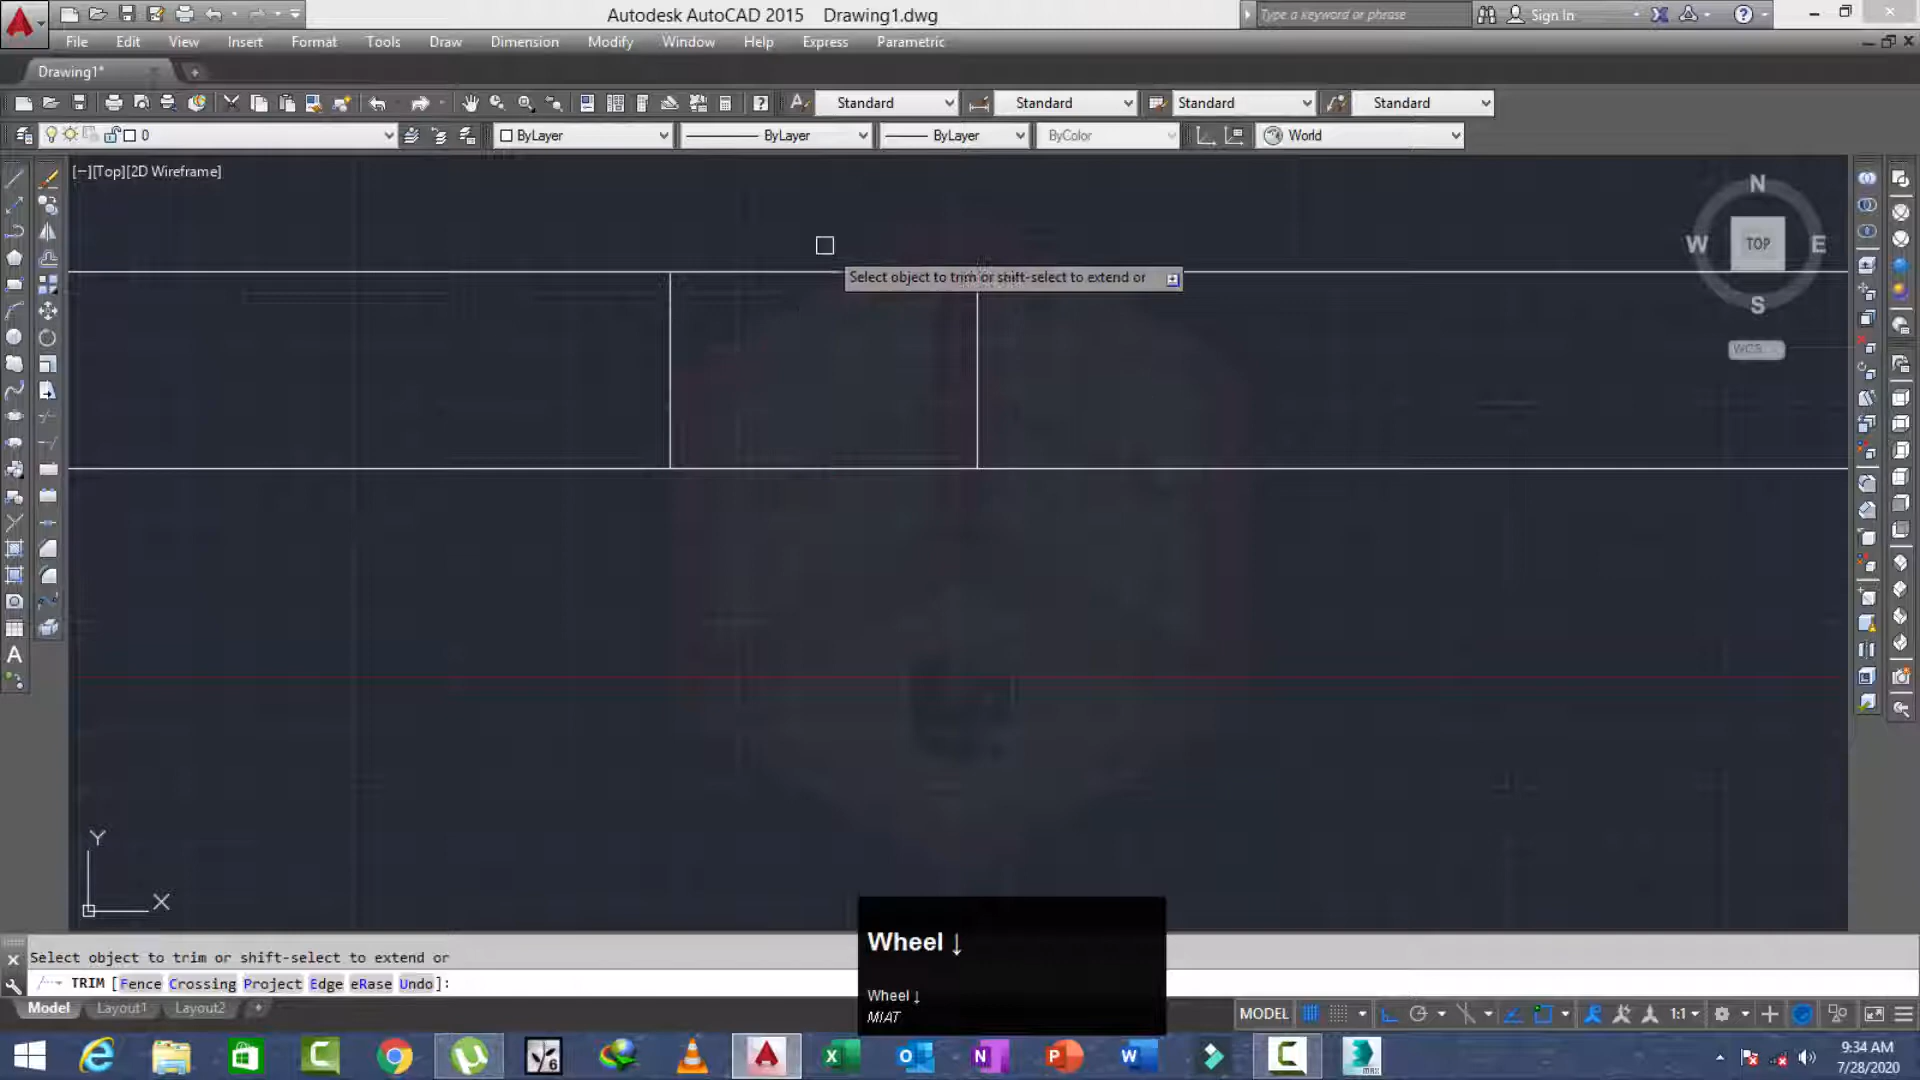 Autodesk AutoCAD 2015 Drawing1.dwg
Type a keyword or phrase
Sign In
File Edit View Insert Format Tools Draw Dimension Modify Window Help Express Parametric
Drawing1*
Standard Standard Standard Standard
0 ByLayer ByLayer ByLayer ByColor World
[−][Top][2D Wireframe]
N
W TOP E
S
WCS
Select object to trim or shift-select to extend or
Y
X
Wheel ↓
Wheel ↓
MIAT
Select object to trim or shift-select to extend or
TRIM [Fence Crossing Project Edge eRase Undo]:
Model Layout1 Layout2 +
MODEL 1:1
9:34 AM
7/28/2020